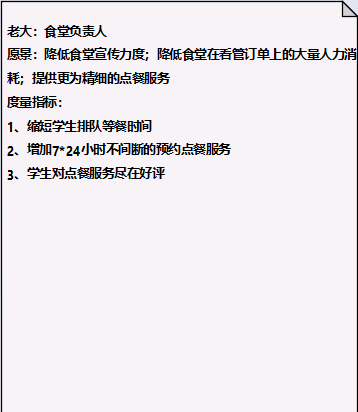 老大：食堂负责人
愿景：降低食堂宣传力度；降低食堂在看管订单上的大量人力消
耗；提供更为精细的点餐服务
度量指标：
1、缩短学生排队等餐时间
2、增加7*24小时不间断的预约点餐服务
3、学生对点餐服务尽在好评